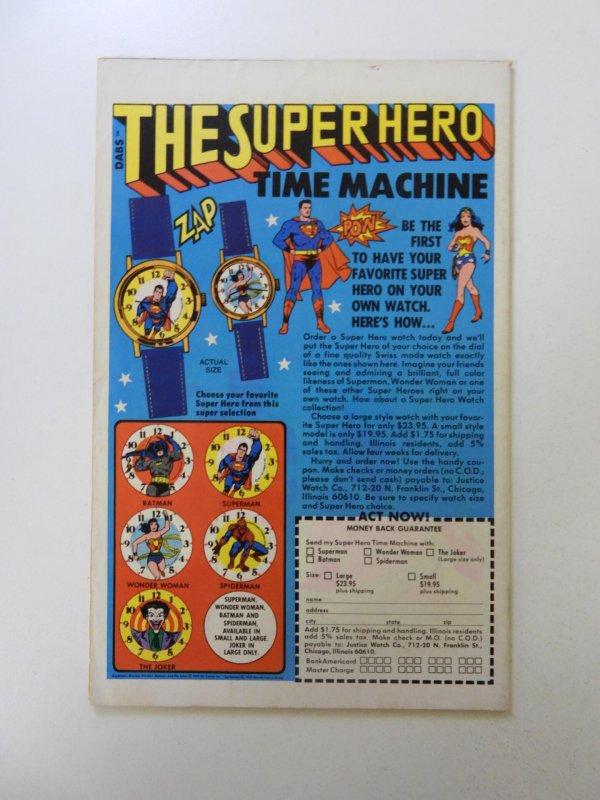 DABS™
THE SUPER HERO
TIME MACHINE
ZAP
POW
BE THE
FIRST
TO HAVE YOUR
FAVORITE SUPER
HERO ON YOUR
OWN WATCH.
HERE'S HOW...
ACTUAL
SIZE
Choose your favorite
Super Hero from this
super selection
Order a Super Hero watch today and we'll
put the Super Hero of your choice on the dial
of a fine quality Swiss made watch exactly
like the ones shown here. Imagine your friends
seeing and admiring a brilliant, full color
likeness of Superman, Wonder Woman or one
of these other Super Heroes right on your
own watch. How about a Super Hero Watch
collection!
Choose a large style watch with your favor-
ite Super Hero for only $23.95. A small style
model is only $19.95. Add $1.75 for shipping
and handling. Illinois residents, add 5%
sales tax. Allow four weeks for delivery.
Hurry and order now! Use the handy cou-
pon. Make checks or money orders (no C.O.D.,
please don't send cash) payable to: Justice
Watch Co., 712-20 N. Franklin St., Chicago,
Illinois 60610. Be sure to specify watch size
and Super Hero choice.
BATMAN
SUPERMAN
WONDER WOMAN
SPIDERMAN
THE JOKER
SUPERMAN,
WONDER WOMAN,
BATMAN AND
SPIDERMAN,
AVAILABLE IN
SMALL AND LARGE.
JOKER IN
LARGE ONLY.
ACT NOW!
MONEY BACK GUARANTEE
Send my Super Hero Time Machine with:
Superman Wonder Woman The Joker
Batman Spiderman (Large size only)
Size: Large Small
$23.95 $19.95
plus shipping plus shipping
name
address
city state zip
Add $1.75 for shipping and handling. Illinois residents
add 5% sales tax. Make check or M.O. (no C.O.D.)
payable to: Justice Watch Co., 712-20 N. Franklin St.,
Chicago, Illinois 60610.
BankAmericard
Master Charge